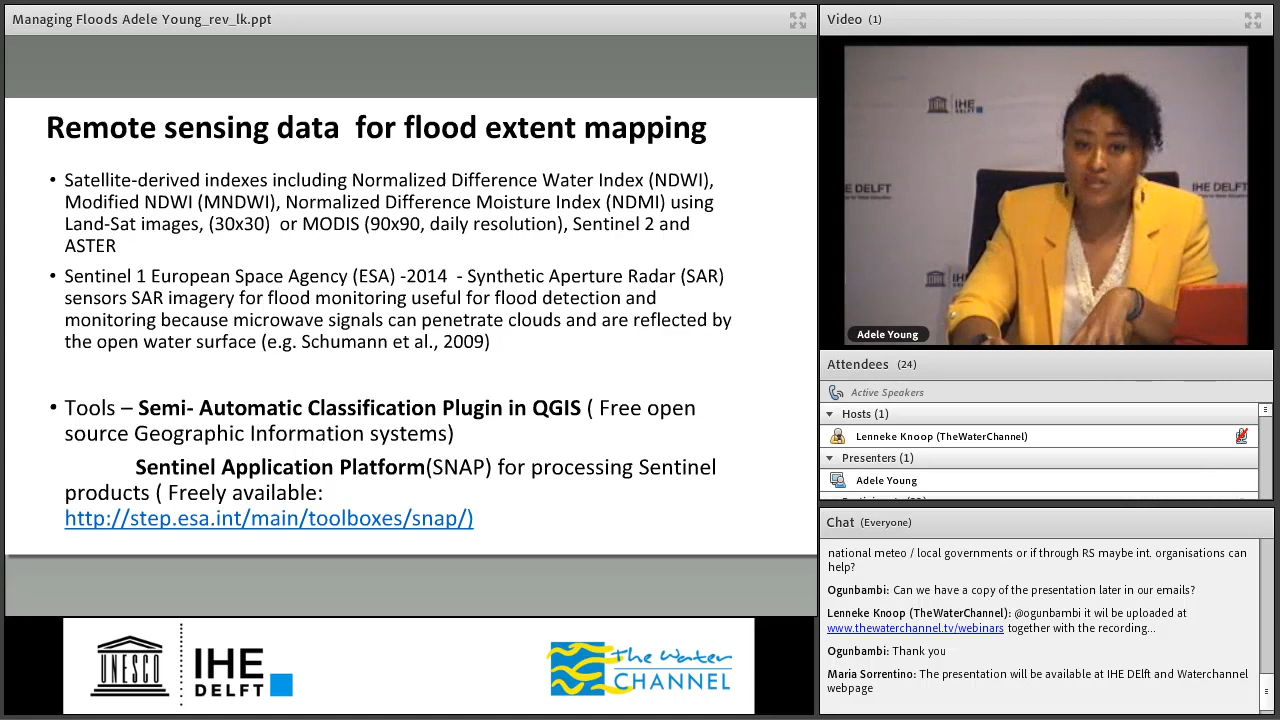 Managing Floods Adele Young_rev_lk.ppt
Remote sensing data for flood extent mapping
• Satellite-derived indexes including Normalized Difference Water Index (NDWI),
Modified NDWI (MNDWI), Normalized Difference Moisture Index (NDMI) using
Land-Sat images, (30x30) or MODIS (90x90, daily resolution), Sentinel 2 and
ASTER
• Sentinel 1 European Space Agency (ESA) -2014 - Synthetic Aperture Radar (SAR)
sensors SAR imagery for flood monitoring useful for flood detection and
monitoring because microwave signals can penetrate clouds and are reflected by
the open water surface (e.g. Schumann et al., 2009)
• Tools – Semi- Automatic Classification Plugin in QGIS ( Free open
source Geographic Information systems)
Sentinel Application Platform(SNAP) for processing Sentinel
products ( Freely available:
http://step.esa.int/main/toolboxes/snap/)
UNESCO
IHE
DELFT
The Water
CHANNEL
Video (1)
IHE
DELFT
IHE DELFT
IHE DELFT
IHE
DELFT
Adele Young
Attendees (24)
Active Speakers
Hosts (1)
Lenneke Knoop (TheWaterChannel)
Presenters (1)
Adele Young
Chat (Everyone)
national meteo / local governments or if through RS maybe int. organisations can
help?
Ogunbambi: Can we have a copy of the presentation later in our emails?
Lenneke Knoop (TheWaterChannel): @ogunbambi it wil be uploaded at
www.thewaterchannel.tv/webinars together with the recording...
Ogunbambi: Thank you
Maria Sorrentino: The presentation will be available at IHE DElft and Waterchannel
webpage